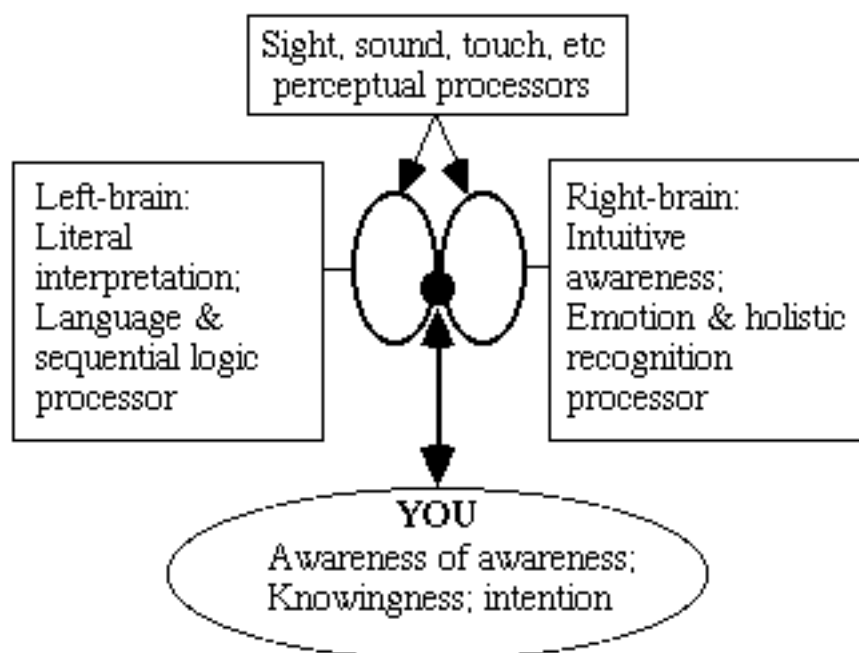 Sight, sound, touch, etc
perceptual processors
Left-brain:
Literal
interpretation;
Language &
sequential logic
processor
Right-brain:
Intuitive
awareness;
Emotion & holistic
recognition
processor
YOU
Awareness of awareness;
Knowingness; intention